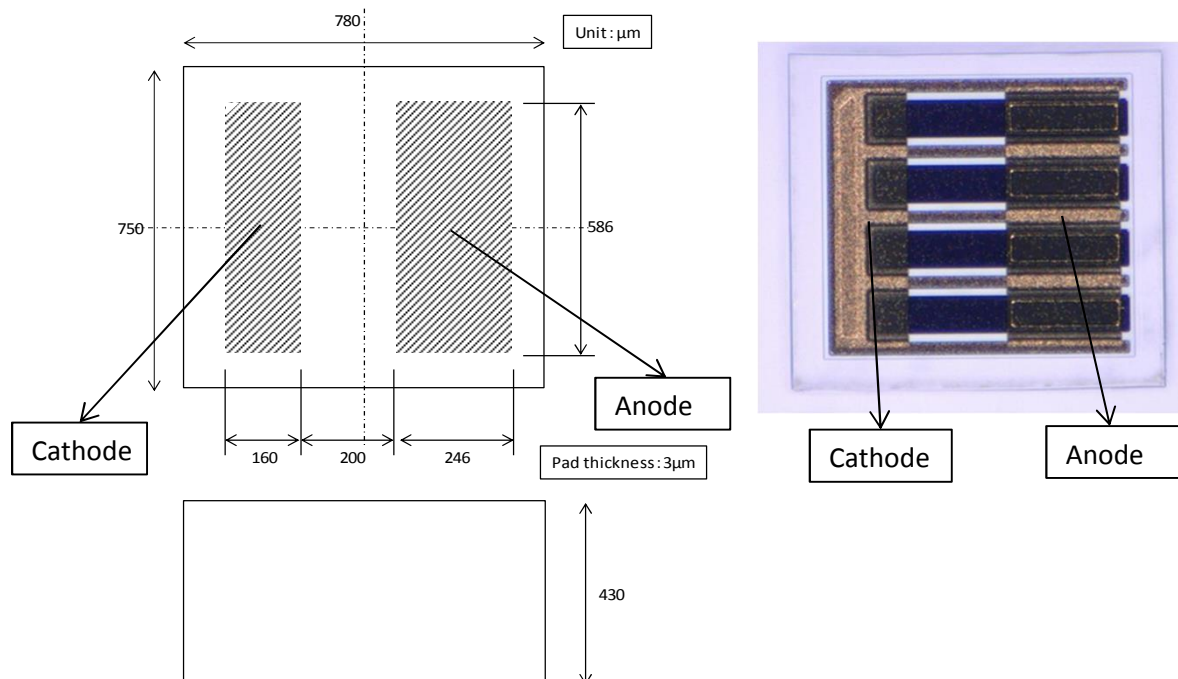 780
Unit : µm
750
586
Cathode
Anode
160
200
246
Pad thickness : 3µm
430
Cathode
Anode